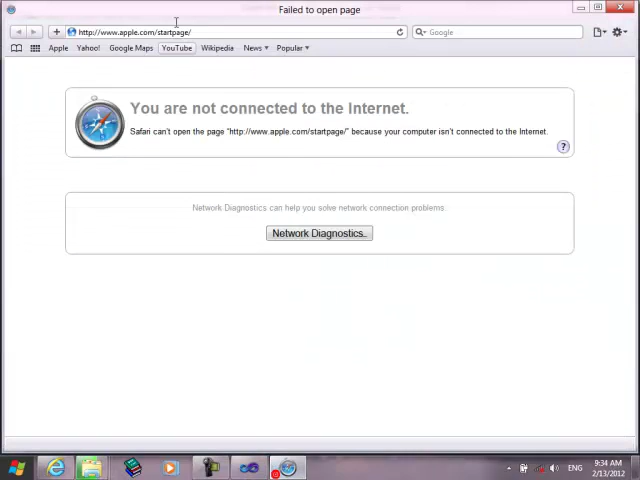 Failed to open page
http://www.apple.com/startpage/
Google
Apple Yahoo! Google Maps YouTube Wikipedia News Popular
You are not connected to the Internet.
Safari can't open the page "http://www.apple.com/startpage/" because your computer isn't connected to the Internet.
?
Network Diagnostics can help you solve network connection problems.
Network Diagnostics..
ENG
9:34 AM
2/13/2012